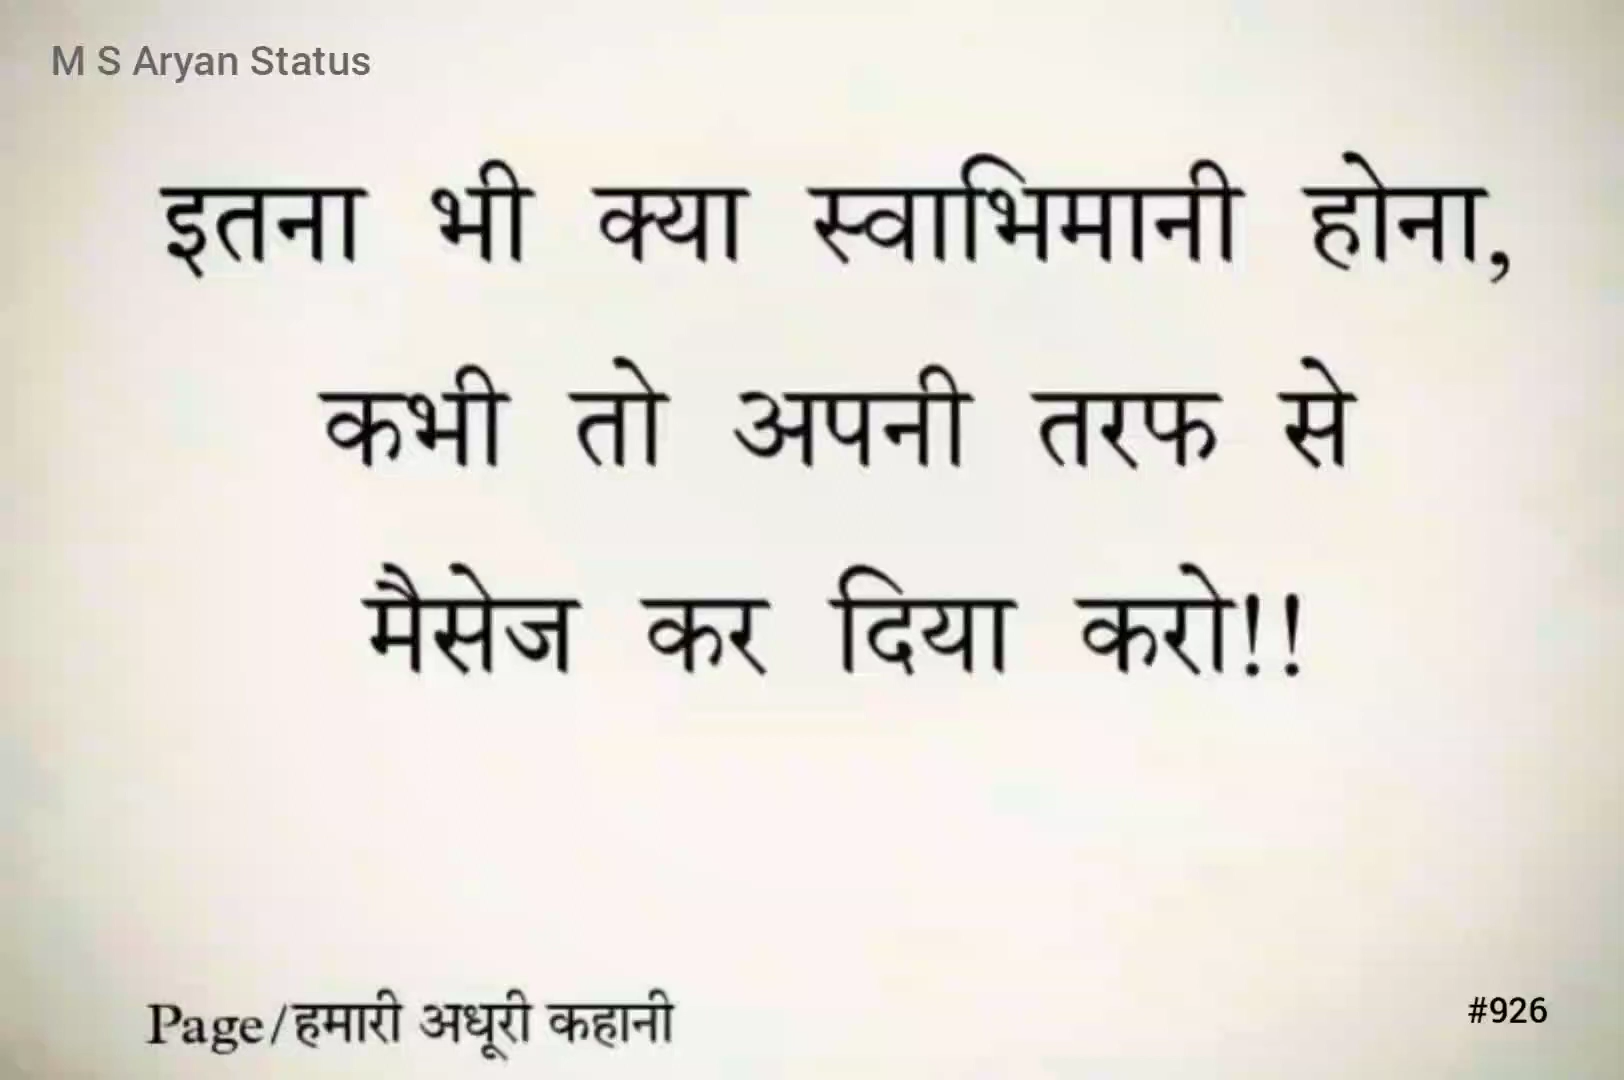 M S Aryan Status
इतना भी क्या स्वाभिमानी होना,
कभी तो अपनी तरफ से
मैसेज कर दिया करो!!
Page/हमारी अधूरी कहानी
#926